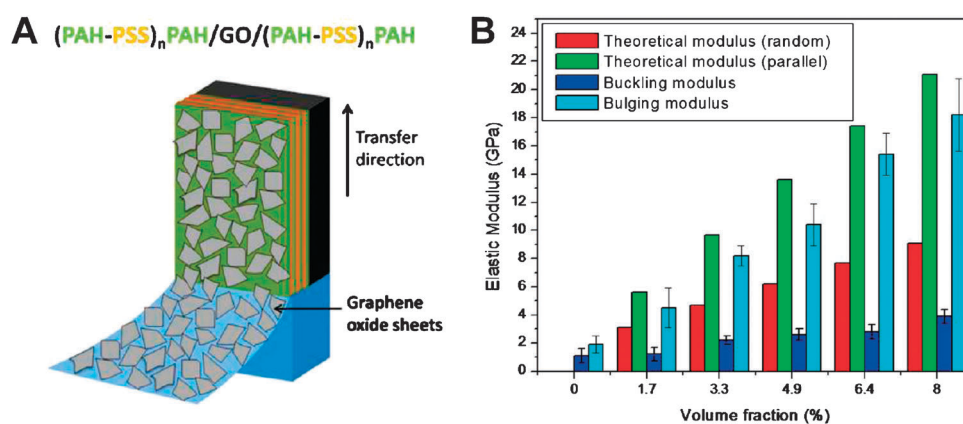 A (PAH-PSS)nPAH/GO/(PAH-PSS)nPAH
Transfer
direction
Graphene
oxide sheets
B
Theoretical modulus (random)
Theoretical modulus (parallel)
Buckling modulus
Bulging modulus
Elastic Modulus (GPa)
24
22
20
18
16
14
12
10
8
6
4
2
0
0 1.7 3.3 4.9 6.4 8
Volume fraction (%)